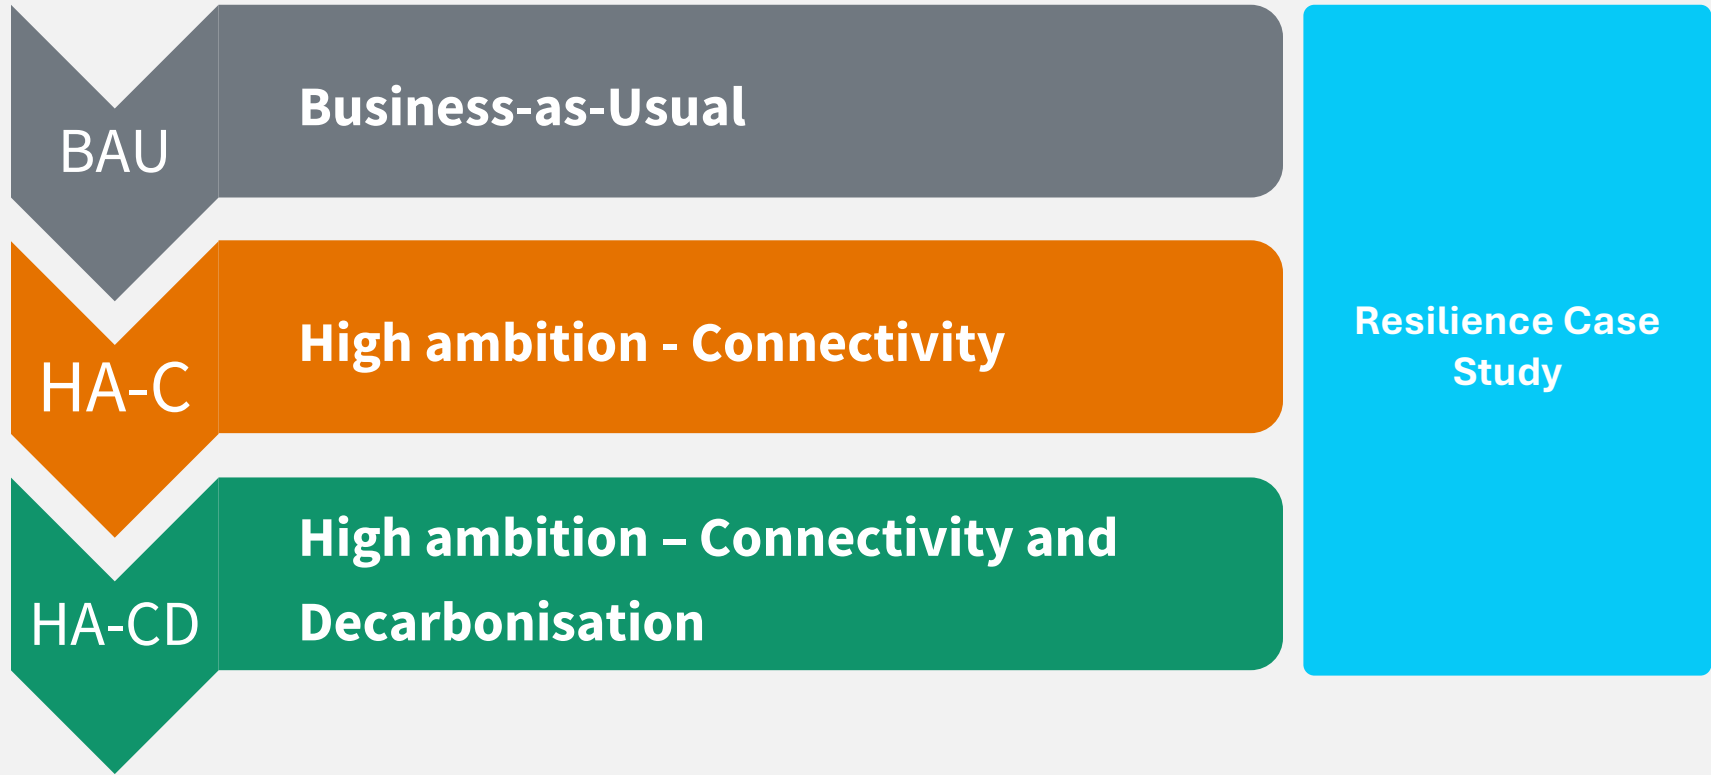 BAU
Business-as-Usual
HA-C
High ambition - Connectivity
HA-CD
High ambition – Connectivity and
Decarbonisation
Resilience Case
Study